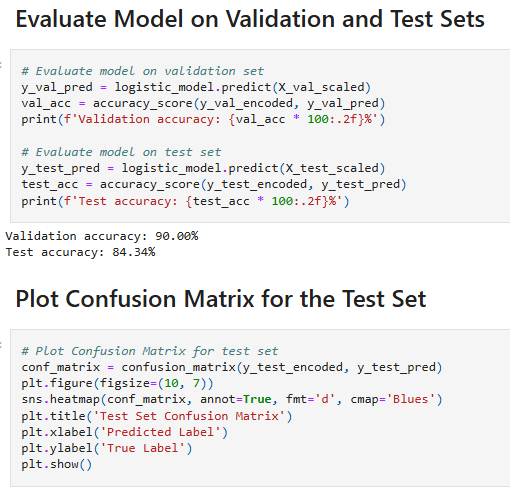 Evaluate Model on Validation and Test Sets
# Evaluate model on validation set
y_val_pred = logistic_model.predict(X_val_scaled)
val_acc = accuracy_score(y_val_encoded, y_val_pred)
print(f'Validation accuracy: {val_acc * 100:.2f}%')
# Evaluate model on test set
y_test_pred = logistic_model.predict(X_test_scaled)
test_acc = accuracy_score(y_test_encoded, y_test_pred)
print(f'Test accuracy: {test_acc * 100:.2f}%')
Validation accuracy: 90.00%
Test accuracy: 84.34%
Plot Confusion Matrix for the Test Set
# Plot Confusion Matrix for test set
conf_matrix = confusion_matrix(y_test_encoded, y_test_pred)
plt.figure(figsize=(10, 7))
sns.heatmap(conf_matrix, annot=True, fmt='d', cmap='Blues')
plt.title('Test Set Confusion Matrix')
plt.xlabel('Predicted Label')
plt.ylabel('True Label')
plt.show()